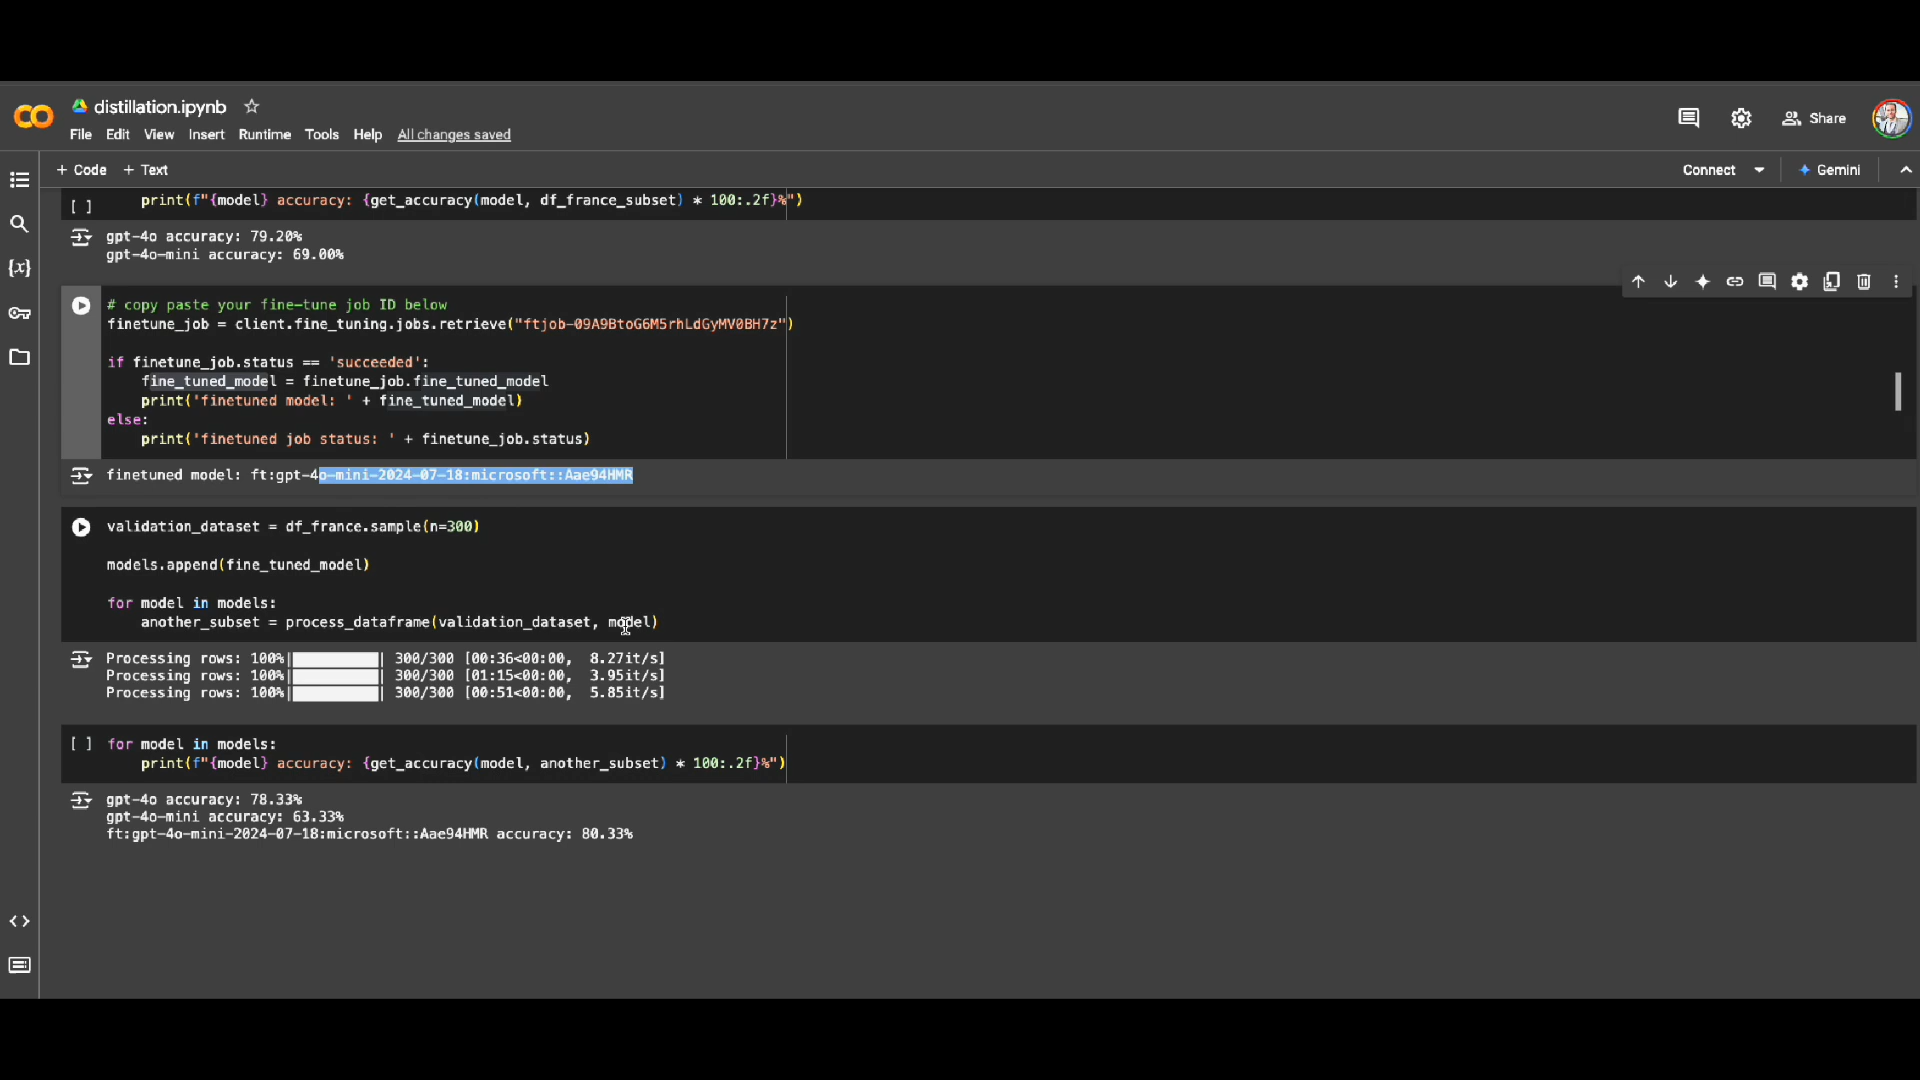 distillation.ipynb
File Edit View Insert Runtime Tools Help All changes saved
Share
+ Code + Text
Connect
Gemini
[ ] print(f"{model} accuracy: {get_accuracy(model, df_france_subset) * 100:.2f}%")
gpt-4o accuracy: 79.20%
gpt-4o-mini accuracy: 69.00%
# copy paste your fine-tune job ID below
finetune_job = client.fine_tuning.jobs.retrieve("ftjob-09A9BtoG6M5rhLdGyMV0BH7z")
if finetune_job.status == 'succeeded':
fine_tuned_model = finetune_job.fine_tuned_model
print('finetuned model: ' + fine_tuned_model)
else:
print('finetuned job status: ' + finetune_job.status)
finetuned model: ft:gpt-4o-mini-2024-07-18:microsoft::Aae94HMR
validation_dataset = df_france.sample(n=300)
models.append(fine_tuned_model)
for model in models:
another_subset = process_dataframe(validation_dataset, model)
Processing rows: 100%|██████████| 300/300 [00:36<00:00, 8.27it/s]
Processing rows: 100%|██████████| 300/300 [01:15<00:00, 3.95it/s]
Processing rows: 100%|██████████| 300/300 [00:51<00:00, 5.85it/s]
[ ] for model in models:
print(f"{model} accuracy: {get_accuracy(model, another_subset) * 100:.2f}%")
gpt-4o accuracy: 78.33%
gpt-4o-mini accuracy: 63.33%
ft:gpt-4o-mini-2024-07-18:microsoft::Aae94HMR accuracy: 80.33%